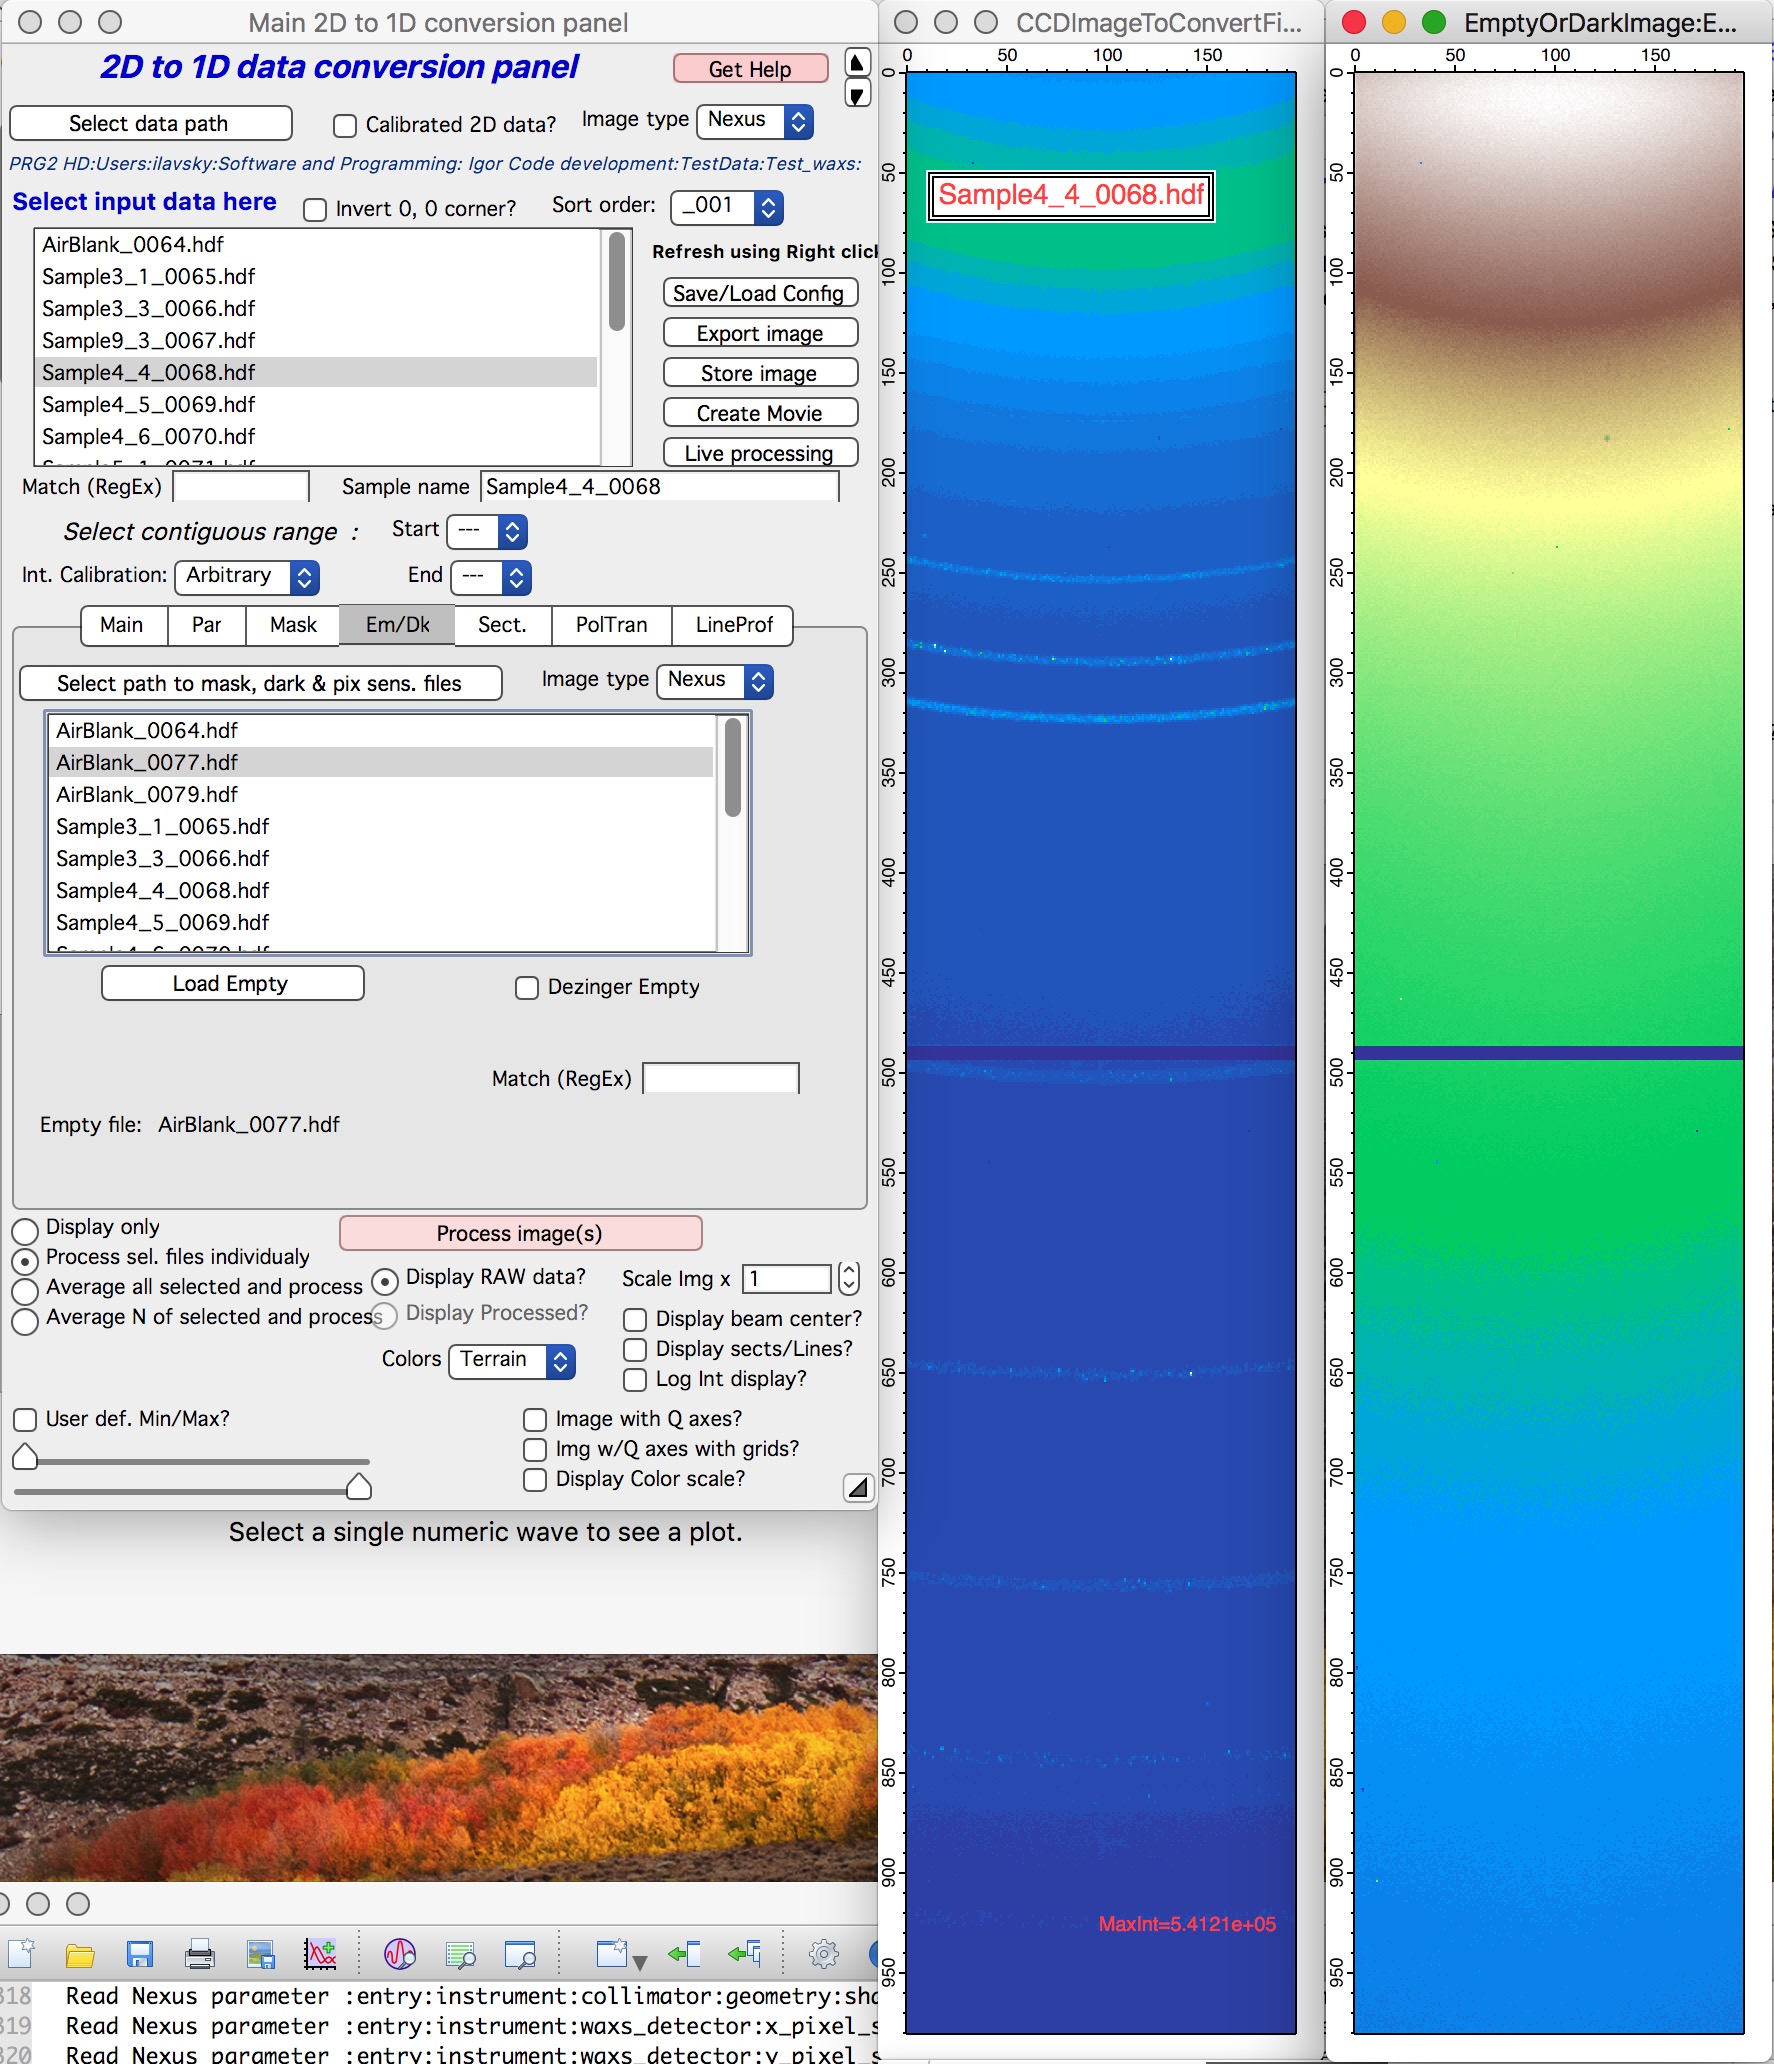 Main 2D to 1D conversion panel
2D to 1D data conversion panel
Get Help
Select data path
Calibrated 2D data?
Image type
Nexus
PRG2 HD:Users:ilavsky:Software and Programming: Igor Code development:TestData:Test_waxs:
Select input data here
Invert 0, 0 corner?
Sort order:
_001
AirBlank_0064.hdf
Sample3_1_0065.hdf
Sample3_3_0066.hdf
Sample9_3_0067.hdf
Sample4_4_0068.hdf
Sample4_5_0069.hdf
Sample4_6_0070.hdf
Refresh using Right click
Save/Load Config
Export image
Store image
Create Movie
Live processing
Match (RegEx)
Sample name
Sample4_4_0068
Select contiguous range :
Start
---
Int. Calibration:
Arbitrary
End
---
Main
Par
Mask
Em/Dk
Sect.
PolTran
LineProf
Select path to mask, dark & pix sens. files
Image type
Nexus
AirBlank_0064.hdf
AirBlank_0077.hdf
AirBlank_0079.hdf
Sample3_1_0065.hdf
Sample3_3_0066.hdf
Sample4_4_0068.hdf
Sample4_5_0069.hdf
Load Empty
Dezinger Empty
Match (RegEx)
Empty file: AirBlank_0077.hdf
Display only
Process sel. files individualy
Average all selected and process
Average N of selected and process
Process image(s)
Display RAW data?
Display Processed?
Colors
Terrain
Scale Img x
1
Display beam center?
Display sects/Lines?
Log Int display?
User def. Min/Max?
Image with Q axes?
Img w/Q axes with grids?
Display Color scale?
Select a single numeric wave to see a plot.
318 Read Nexus parameter :entry:instrument:collimator:geometry:sha
319 Read Nexus parameter :entry:instrument:waxs_detector:x_pixel_s
320 Read Nexus parameter :entry:instrument:waxs_detector:y_pixel_s
CCDImageToConvertFi...
0 50 100 150
0
50
100
150
200
250
300
350
400
450
500
550
600
650
700
750
800
850
900
950
Sample4_4_0068.hdf
MaxInt=5.4121e+05
EmptyOrDarkImage:E...
0 50 100 150
0
50
100
150
200
250
300
350
400
450
500
550
600
650
700
750
800
850
900
950